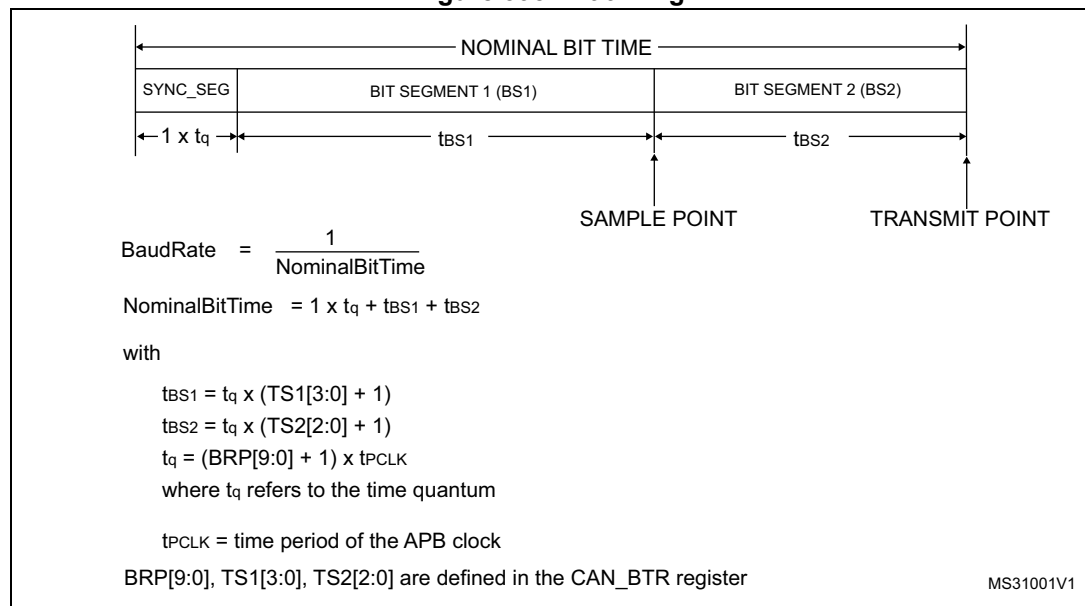 NOMINAL BIT TIME
SYNC_SEG BIT SEGMENT 1 (BS1) BIT SEGMENT 2 (BS2)
1 x tq tBS1 tBS2
SAMPLE POINT TRANSMIT POINT
BaudRate = 1
NominalBitTime
NominalBitTime = 1 x tq + tBS1 + tBS2
with
tBS1 = tq x (TS1[3:0] + 1)
tBS2 = tq x (TS2[2:0] + 1)
tq = (BRP[9:0] + 1) x tPCLK
where tq refers to the time quantum
tPCLK = time period of the APB clock
BRP[9:0], TS1[3:0], TS2[2:0] are defined in the CAN_BTR register
MS31001V1